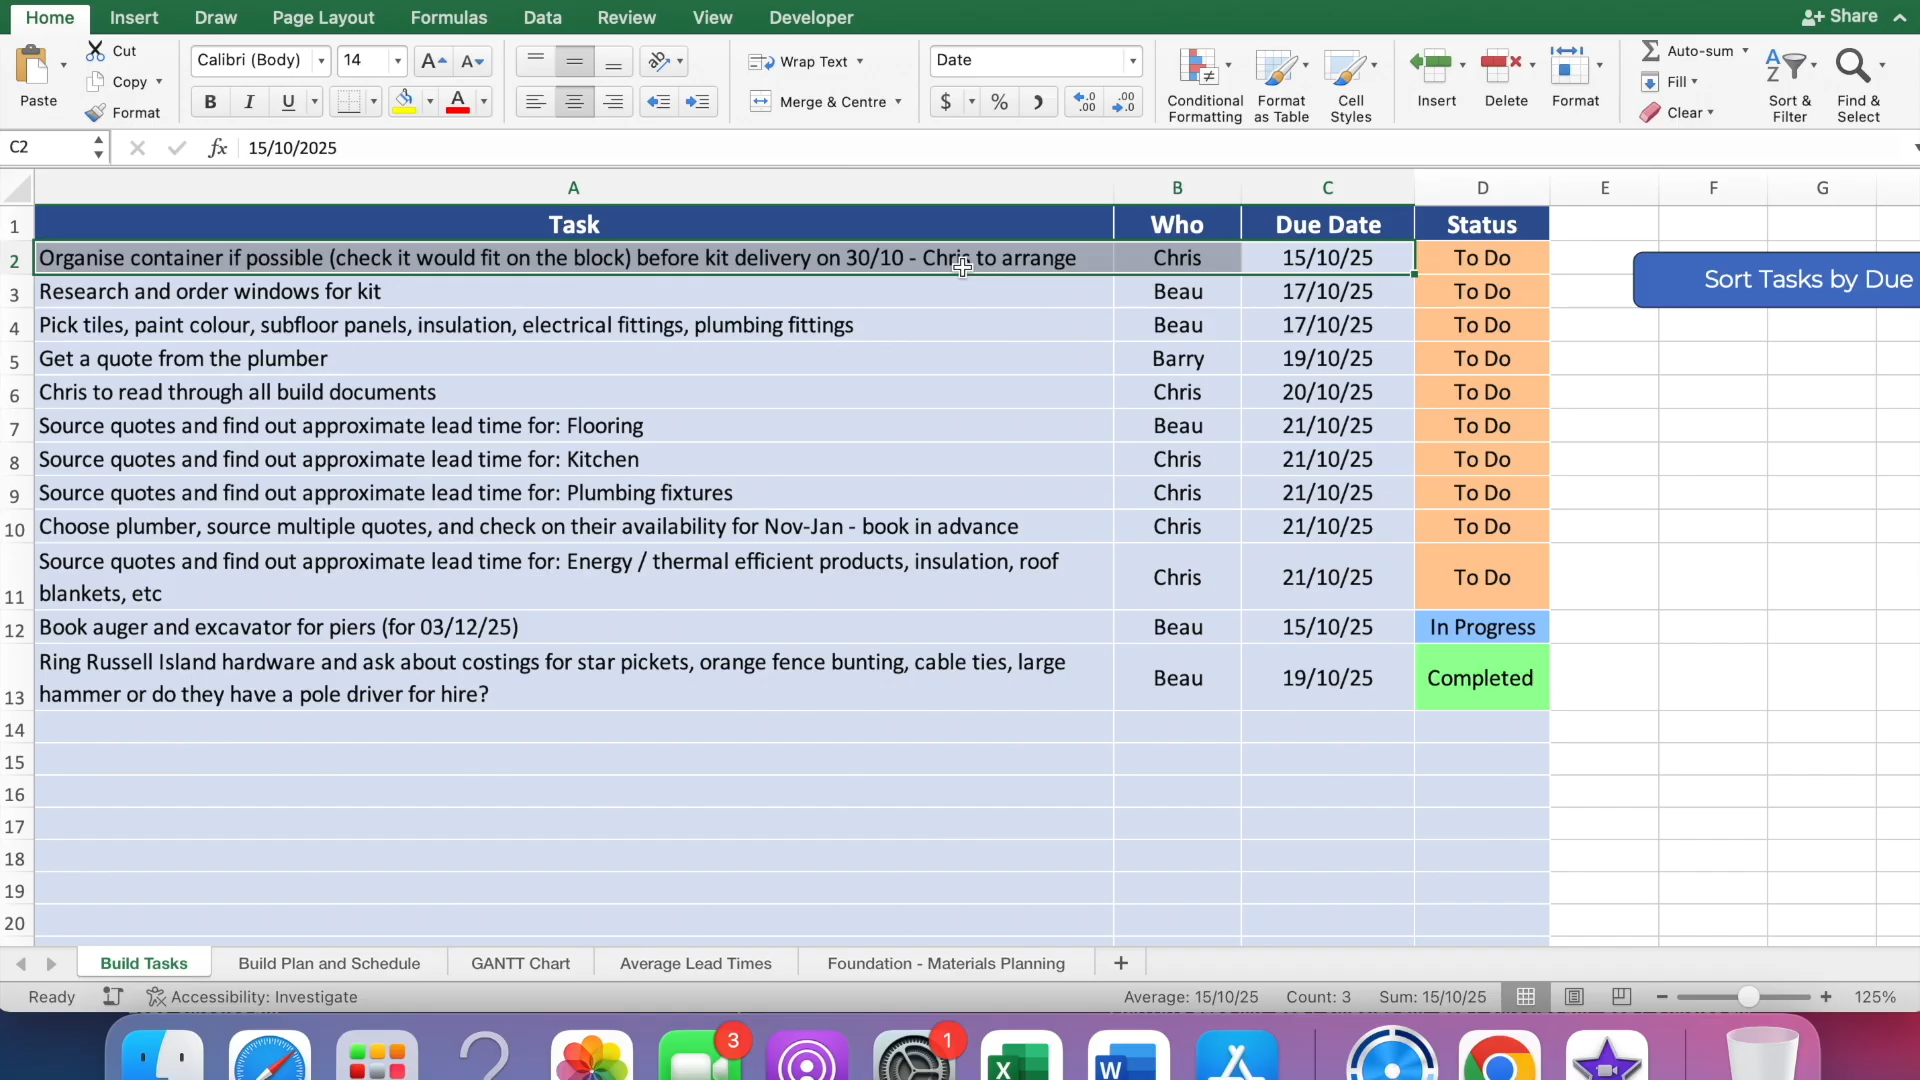 Home Insert Draw Page Layout Formulas Data Review View Developer Share
Cut
Copy
Format
Paste
Calibri (Body) 14
A A
B I U A
Wrap Text
Merge & Centre
Date
$ % )
.0 .00
.00 .0
Conditional Formatting
Format as Table
Cell Styles
Insert
Delete
Format
Auto-sum
Fill
Clear
Sort & Filter
Find & Select
C2 fx 15/10/2025
A B C D E F G
1 Task Who Due Date Status
2 Organise container if possible (check it would fit on the block) before kit delivery on 30/10 - Chris to arrange Chris 15/10/25 To Do
Sort Tasks by Due
3 Research and order windows for kit Beau 17/10/25 To Do
4 Pick tiles, paint colour, subfloor panels, insulation, electrical fittings, plumbing fittings Beau 17/10/25 To Do
5 Get a quote from the plumber Barry 19/10/25 To Do
6 Chris to read through all build documents Chris 20/10/25 To Do
7 Source quotes and find out approximate lead time for: Flooring Beau 21/10/25 To Do
8 Source quotes and find out approximate lead time for: Kitchen Chris 21/10/25 To Do
9 Source quotes and find out approximate lead time for: Plumbing fixtures Chris 21/10/25 To Do
10 Choose plumber, source multiple quotes, and check on their availability for Nov-Jan - book in advance Chris 21/10/25 To Do
Source quotes and find out approximate lead time for: Energy / thermal efficient products, insulation, roof
11 blankets, etc Chris 21/10/25 To Do
12 Book auger and excavator for piers (for 03/12/25) Beau 15/10/25 In Progress
Ring Russell Island hardware and ask about costings for star pickets, orange fence bunting, cable ties, large
13 hammer or do they have a pole driver for hire? Beau 19/10/25 Completed
14
15
16
17
18
19
20
Build Tasks Build Plan and Schedule GANTT Chart Average Lead Times Foundation - Materials Planning +
Ready Accessibility: Investigate Average: 15/10/25 Count: 3 Sum: 15/10/25 125%
3
1
X
W